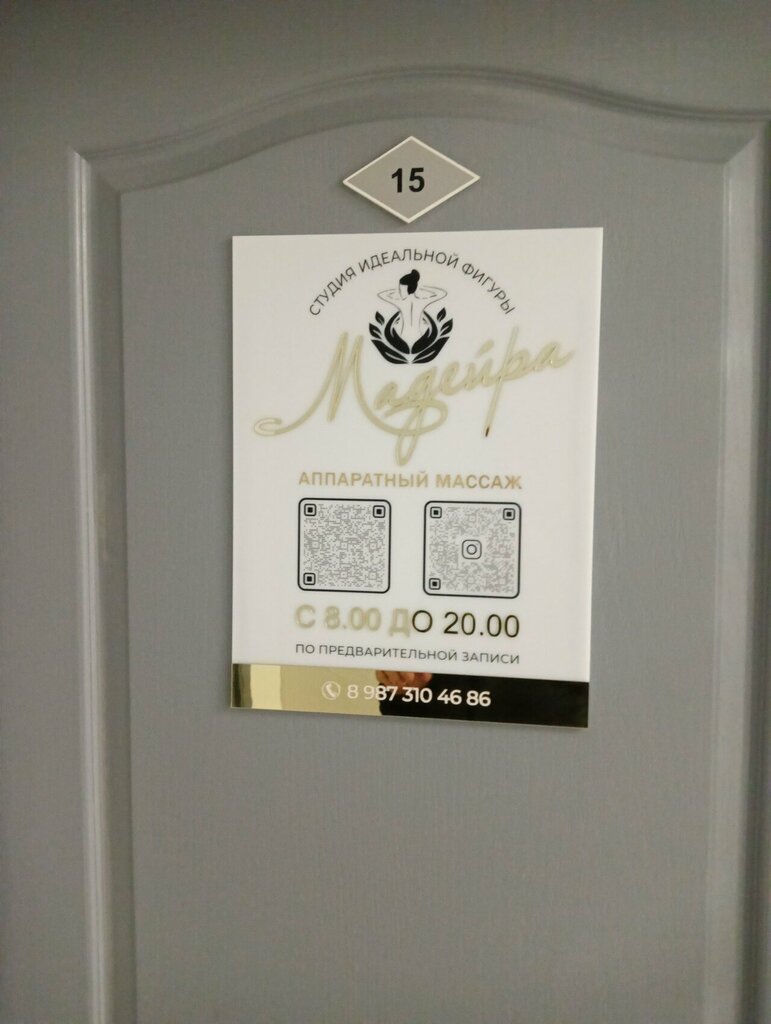 15
СТУДИЯ ИДЕАЛЬНОЙ ФИГУРЫ
Мадейра
АППАРАТНЫЙ МАССАЖ
С 8.00 ДО 20.00
ПО ПРЕДВАРИТЕЛЬНОЙ ЗАПИСИ
8 987 310 46 86